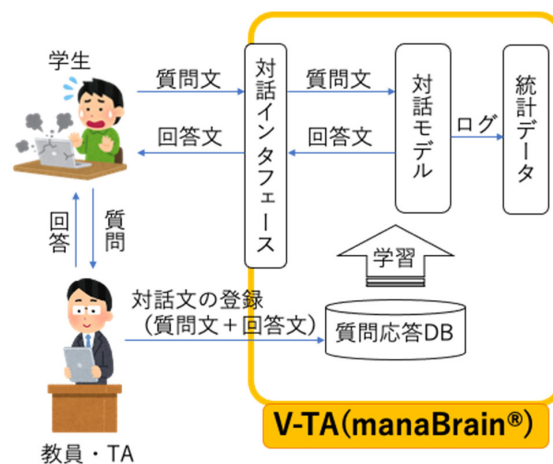 学生
質問文
回答文
対話インタフェース
質問文
回答文
対話モデル
ログ
統計データ
回答
質問
学習
対話文の登録
(質問文+回答文)
質問応答DB
V-TA(manaBrain®)
教員・TA